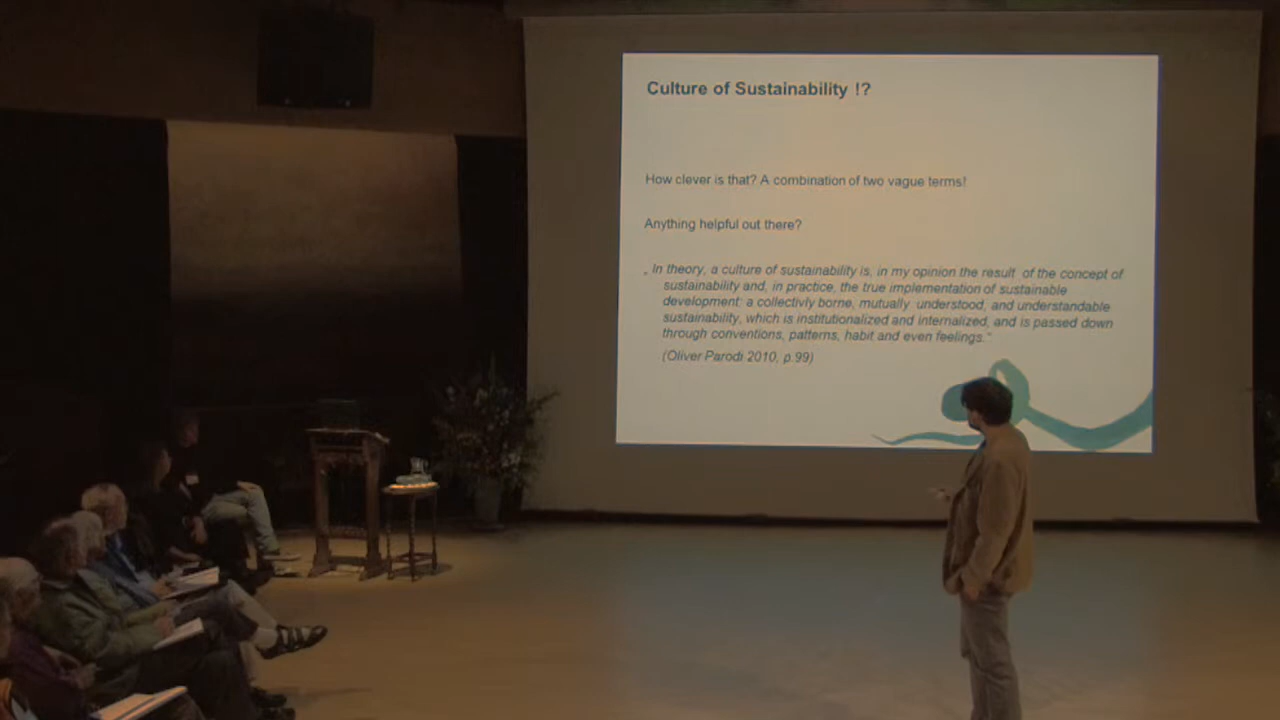 Culture of Sustainability !?
How clever is that? A combination of two vague terms!
Anything helpful out there?
„ In theory, a culture of sustainability is, in my opinion the result of the concept of
sustainability and, in practice, the true implementation of sustainable
development: a collectivly borne, mutually understood, and understandable
sustainability, which is institutionalized and internalized, and is passed down
through conventions, patterns, habit and even feelings.“
(Oliver Parodi 2010, p.99)